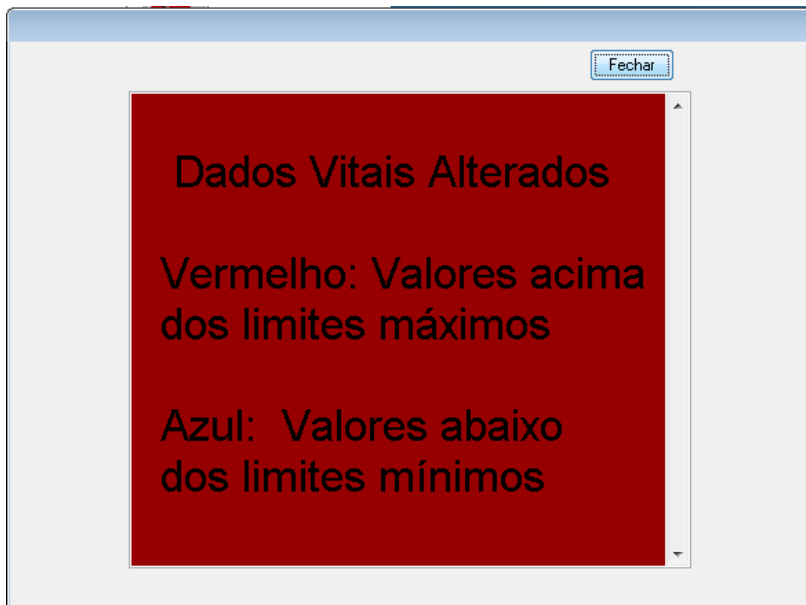 Fechar
Dados Vitais Alterados
Vermelho: Valores acima
dos limites máximos
Azul:  Valores abaixo
dos limites mínimos